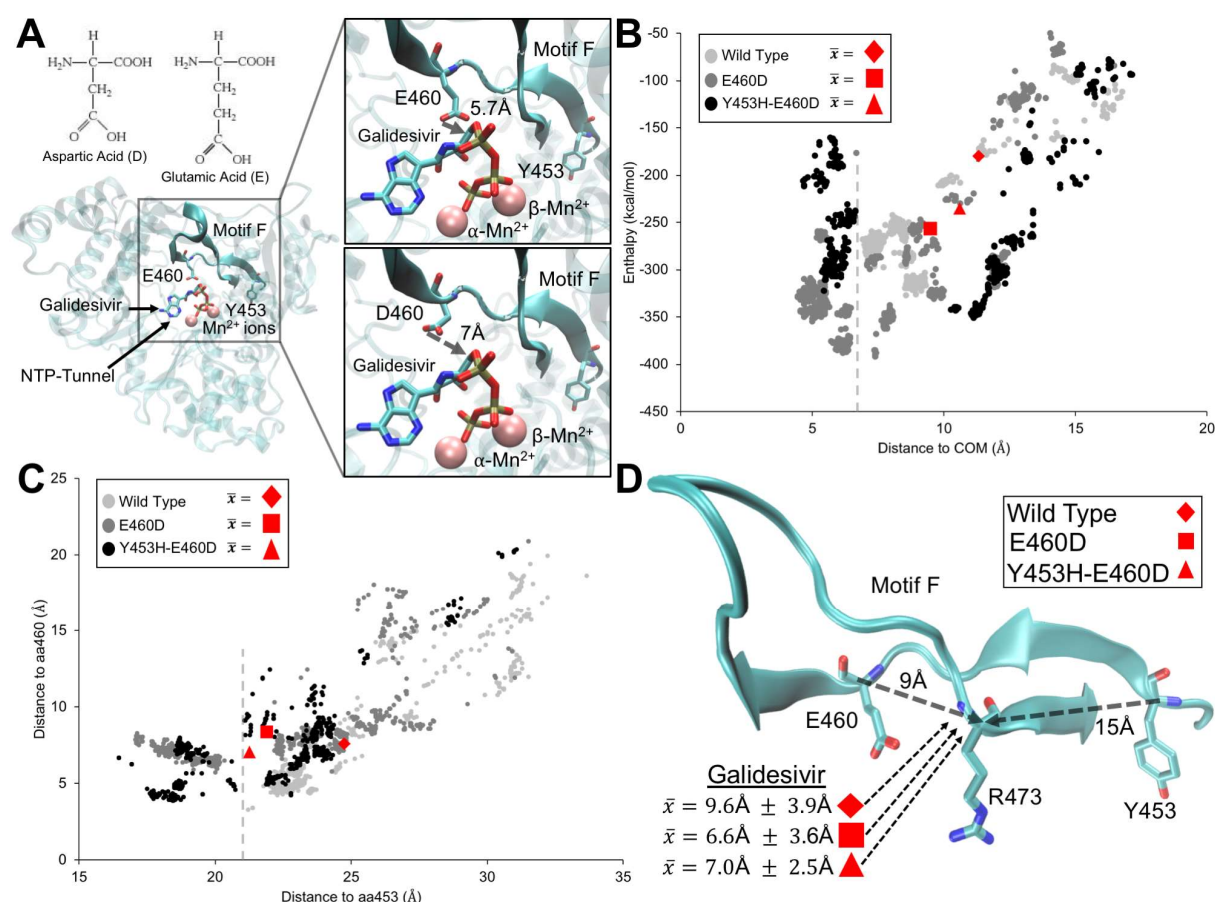 A
H
H₂N
COOH
CH₂
C
O
OH
Aspartic Acid (D)
H
H₂N
COOH
CH₂
CH₂
C
O
OH
Glutamic Acid (E)
Motif F
E460
Galidesivir
Y453
Mn²⁺ ions
NTP-Tunnel
Motif F
E460
5.7Å
Galidesivir
Y453
β-Mn²⁺
α-Mn²⁺
Motif F
D460
7Å
Galidesivir
β-Mn²⁺
α-Mn²⁺
B
Wild Type x̄ =
E460D x̄ =
Y453H-E460D x̄ =
Enthalpy (kcal/mol)
-50
-100
-150
-200
-250
-300
-350
-400
-450
0 5 10 15 20
Distance to COM (Å)
C
Wild Type x̄ =
E460D x̄ =
Y453H-E460D x̄ =
Distance to aa460 (Å)
25
20
15
10
5
0
15 20 25 30 35
Distance to aa453 (Å)
D
Wild Type
E460D
Y453H-E460D
Motif F
9Å
E460
15Å
R473
Y453
Galidesivir
x̄ = 9.6Å ± 3.9Å
x̄ = 6.6Å ± 3.6Å
x̄ = 7.0Å ± 2.5Å